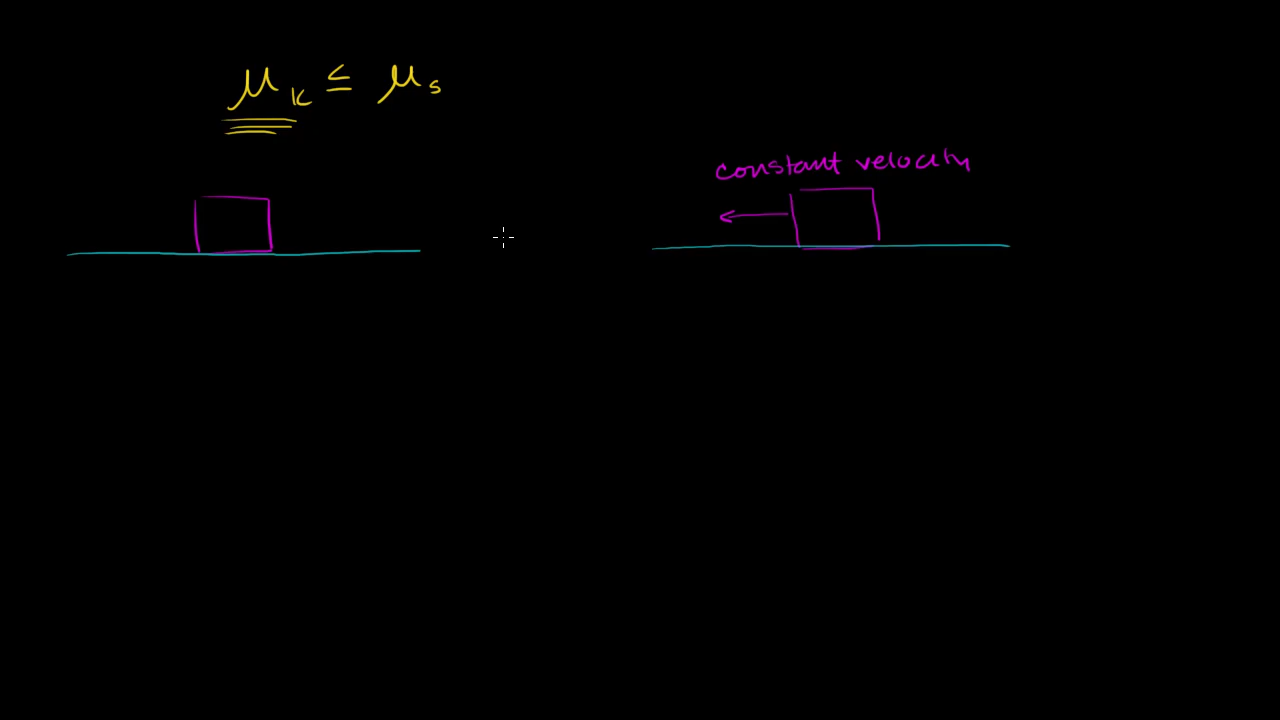 μₖ ≤ μₛ
constant velocity